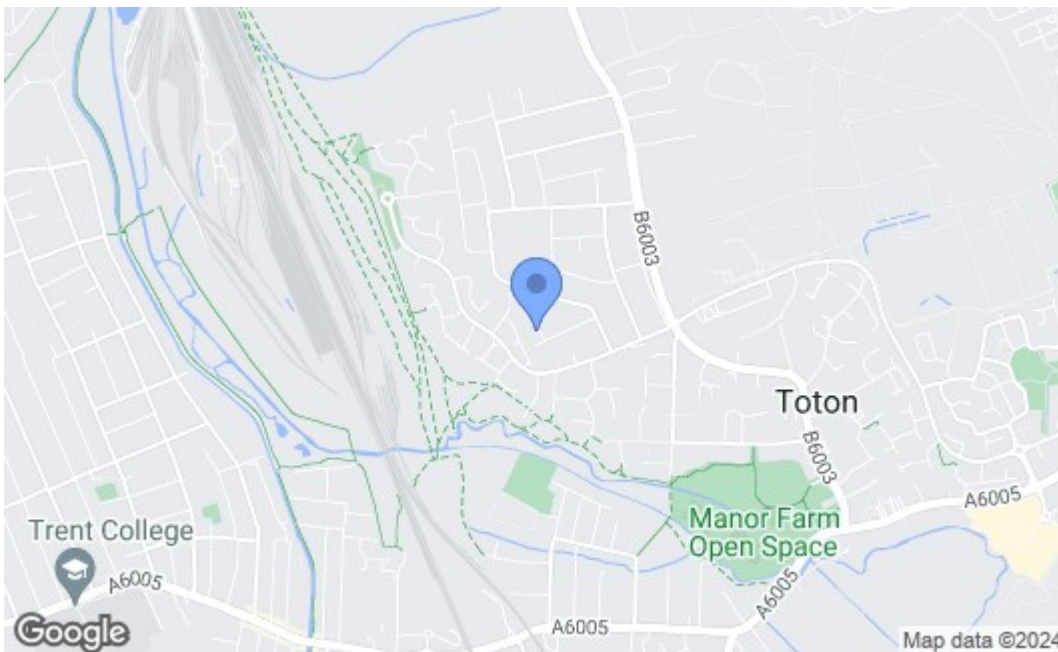 B6003
Toton
B6003
A6005
Manor Farm
Open Space
Trent College
A6005
A6005
A6005
Google
Map data ©2024